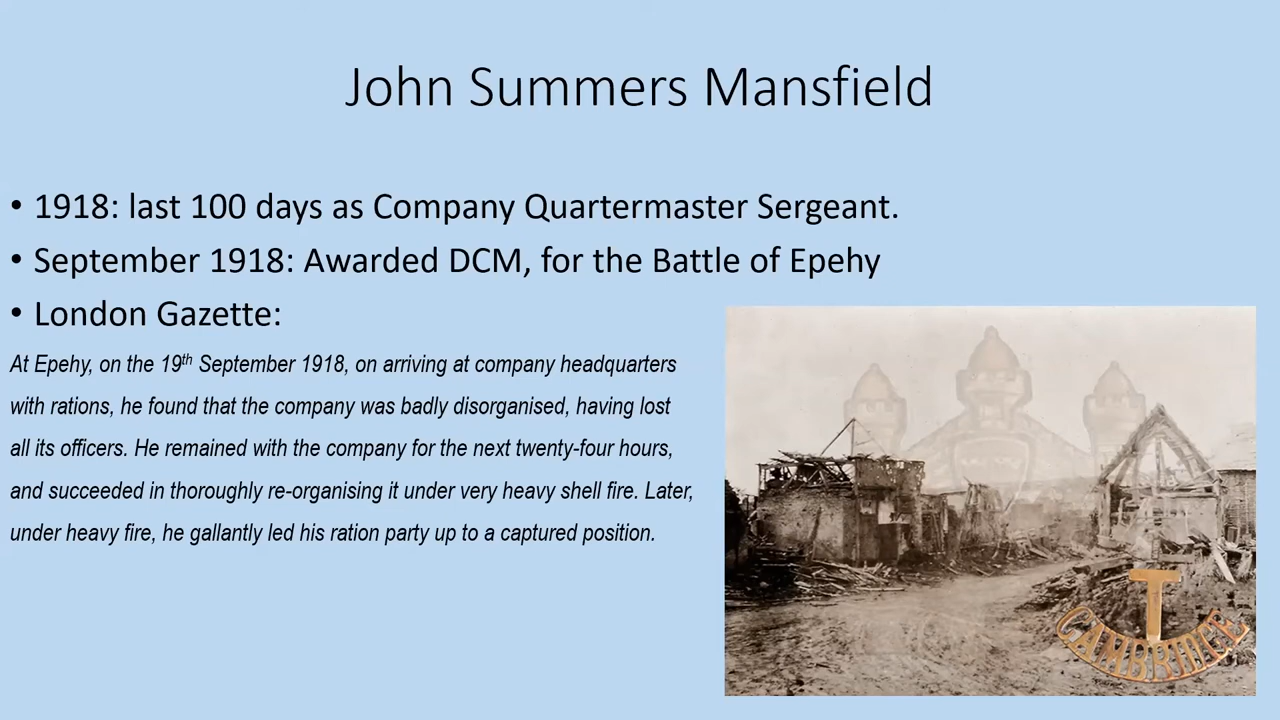 John Summers Mansfield
• 1918: last 100 days as Company Quartermaster Sergeant.
• September 1918: Awarded DCM, for the Battle of Epehy
• London Gazette:
At Epehy, on the 19th September 1918, on arriving at company headquarters
with rations, he found that the company was badly disorganised, having lost
all its officers. He remained with the company for the next twenty-four hours,
and succeeded in thoroughly re-organising it under very heavy shell fire. Later,
under heavy fire, he gallantly led his ration party up to a captured position.
T
CAMBRIDGE